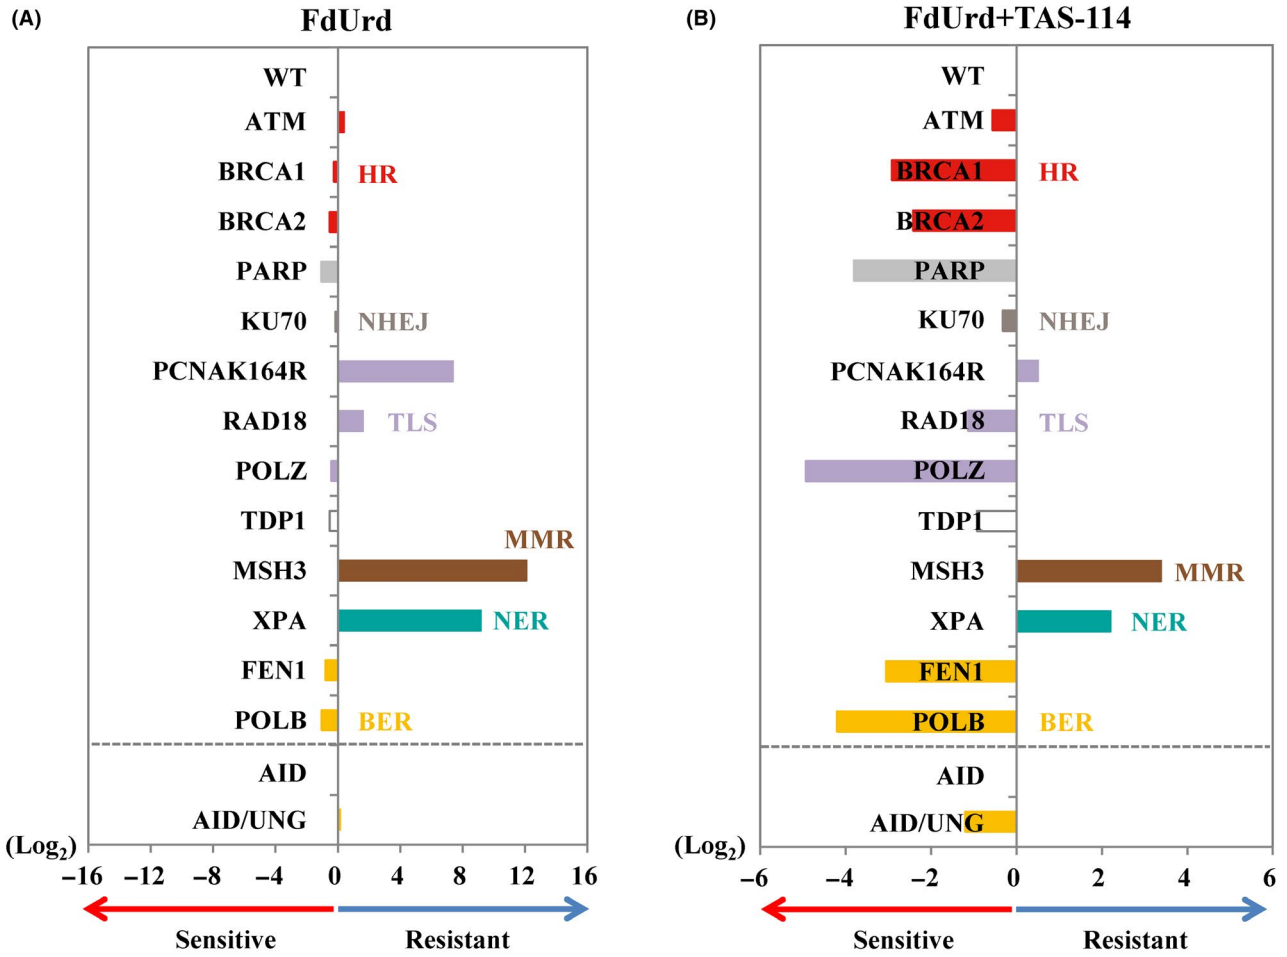 (A)
FdUrd
WT
ATM
BRCA1 HR
BRCA2
PARP
KU70 NHEJ
PCNAK164R
RAD18 TLS
POLZ
TDP1
MMR
MSH3
XPA NER
FEN1
POLB BER
AID
AID/UNG
(Log2)
−16 −12 −8 −4 0 4 8 12 16
Sensitive Resistant
(B)
FdUrd+TAS-114
WT
ATM
BRCA1 HR
BRCA2
PARP
KU70 NHEJ
PCNAK164R
RAD18 TLS
POLZ
TDP1
MSH3 MMR
XPA NER
FEN1
POLB BER
AID
AID/UNG
(Log2)
−6 −4 −2 0 2 4 6
Sensitive Resistant